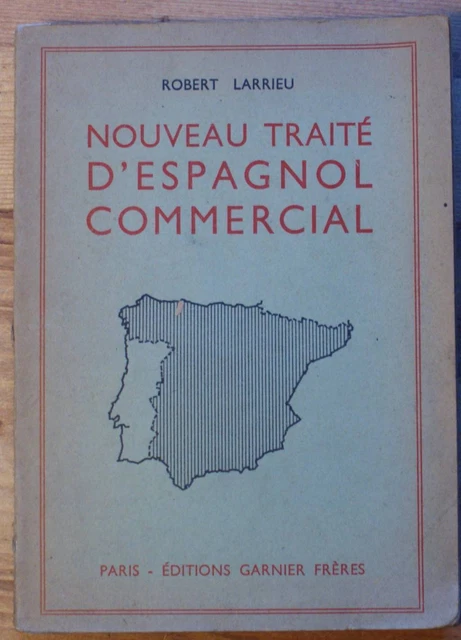 ROBERT LARRIEU
NOUVEAU TRAITÉ
D'ESPAGNOL
COMMERCIAL
PARIS - ÉDITIONS GARNIER FRÈRES